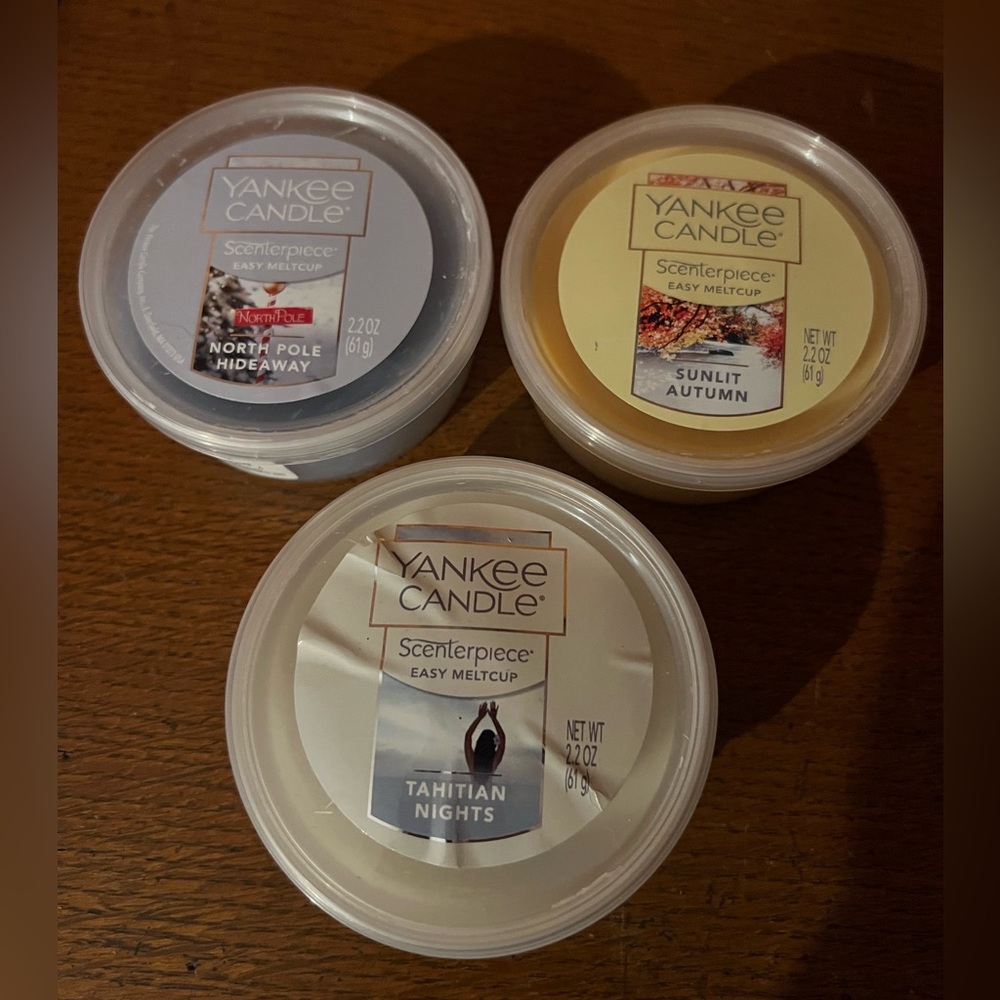 YANKEE
CANDLE®
Scenterpiece®
EASY MELTCUP
NORTH POLE
2.2 OZ
(61 g)
NORTH POLE
HIDEAWAY
YANKEE
CANDLE®
Scenterpiece®
EASY MELTCUP
NET WT
2.2 OZ
(61 g)
SUNLIT
AUTUMN
YANKEE
CANDLE®
Scenterpiece®
EASY MELTCUP
NET WT
2.2 OZ
(61 g)
TAHITIAN
NIGHTS